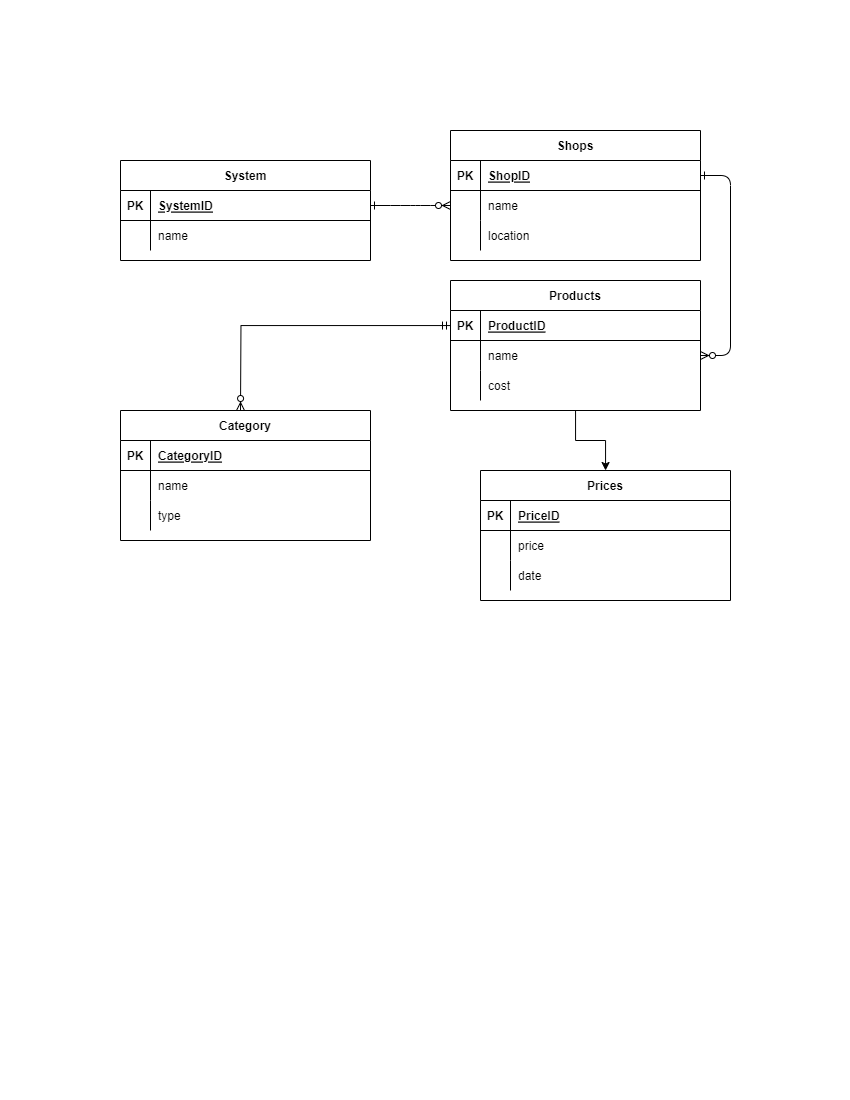 System
PK SystemID
name
Shops
PK ShopID
name
location
Products
PK ProductID
name
cost
Category
PK CategoryID
name
type
Prices
PK PriceID
price
date